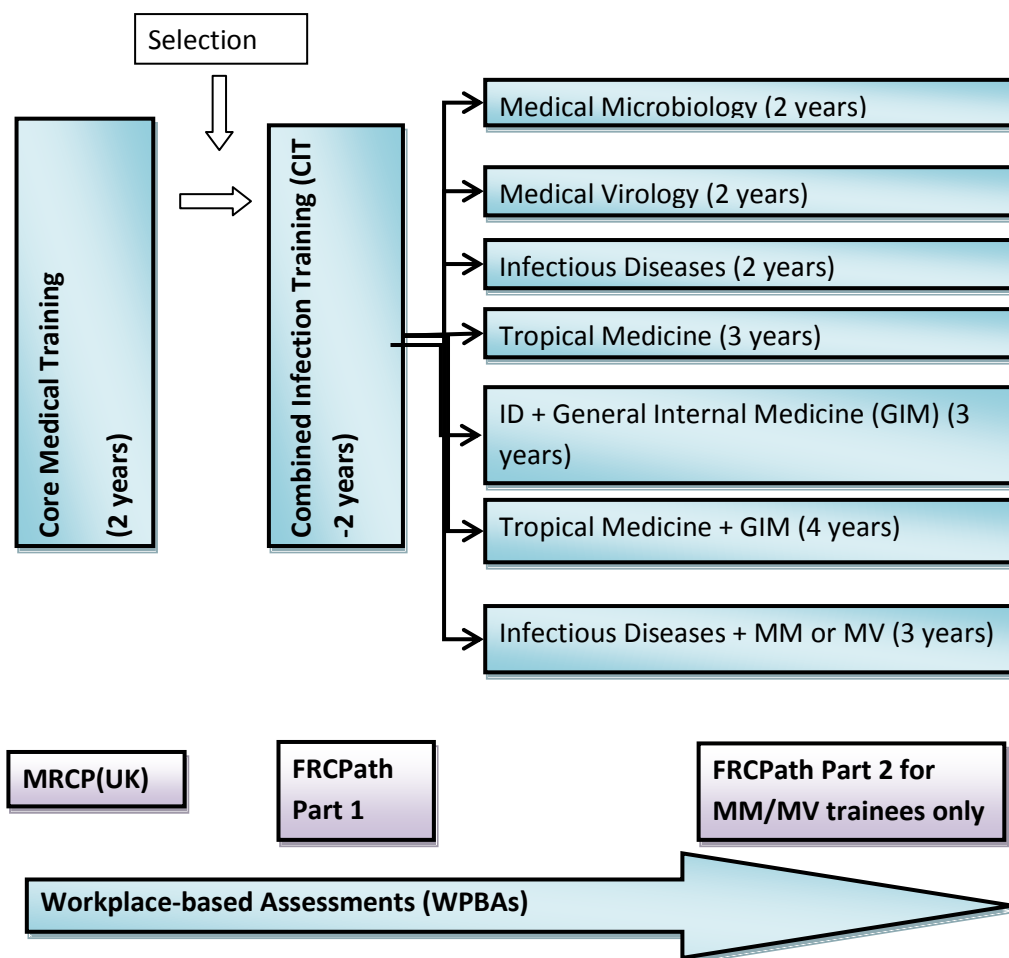 Selection
Core Medical Training
(2 years)
Combined Infection Training (CIT
-2 years)
Medical Microbiology (2 years)
Medical Virology (2 years)
Infectious Diseases (2 years)
Tropical Medicine (3 years)
ID + General Internal Medicine (GIM) (3
years)
Tropical Medicine + GIM (4 years)
Infectious Diseases + MM or MV (3 years)
MRCP(UK)
FRCPath
Part 1
FRCPath Part 2 for
MM/MV trainees only
Workplace-based Assessments (WPBAs)